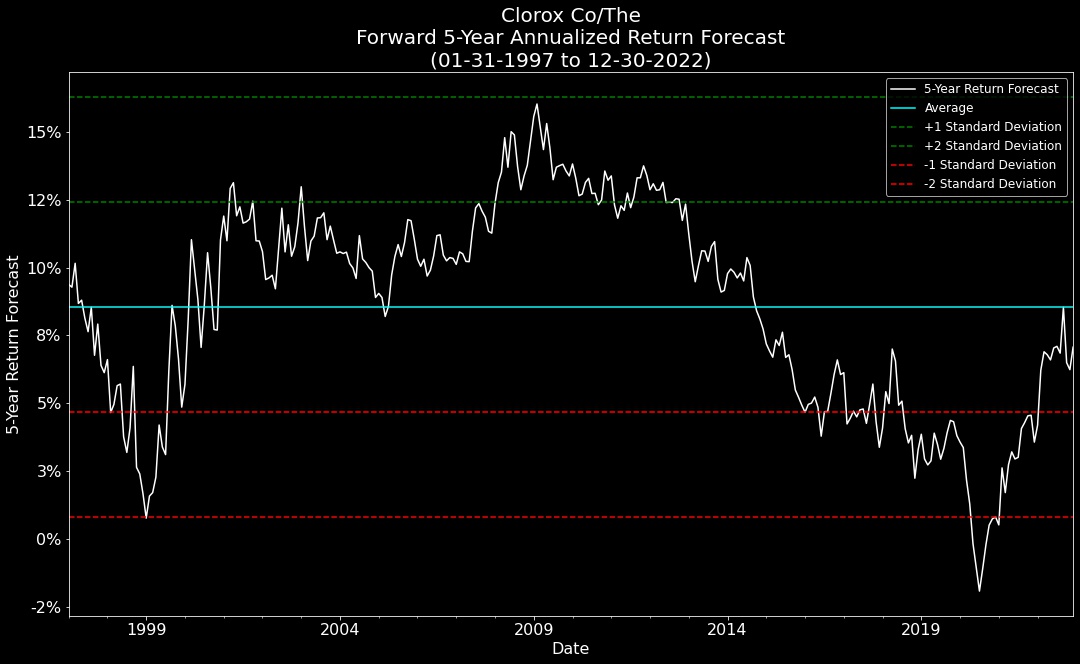 Clorox Co/The
Forward 5-Year Annualized Return Forecast
(01-31-1997 to 12-30-2022)
5-Year Return Forecast
Average
+1 Standard Deviation
+2 Standard Deviation
-1 Standard Deviation
-2 Standard Deviation
15%
12%
10%
8%
5%
3%
0%
-2%
5-Year Return Forecast
1999
2004
2009
2014
2019
Date